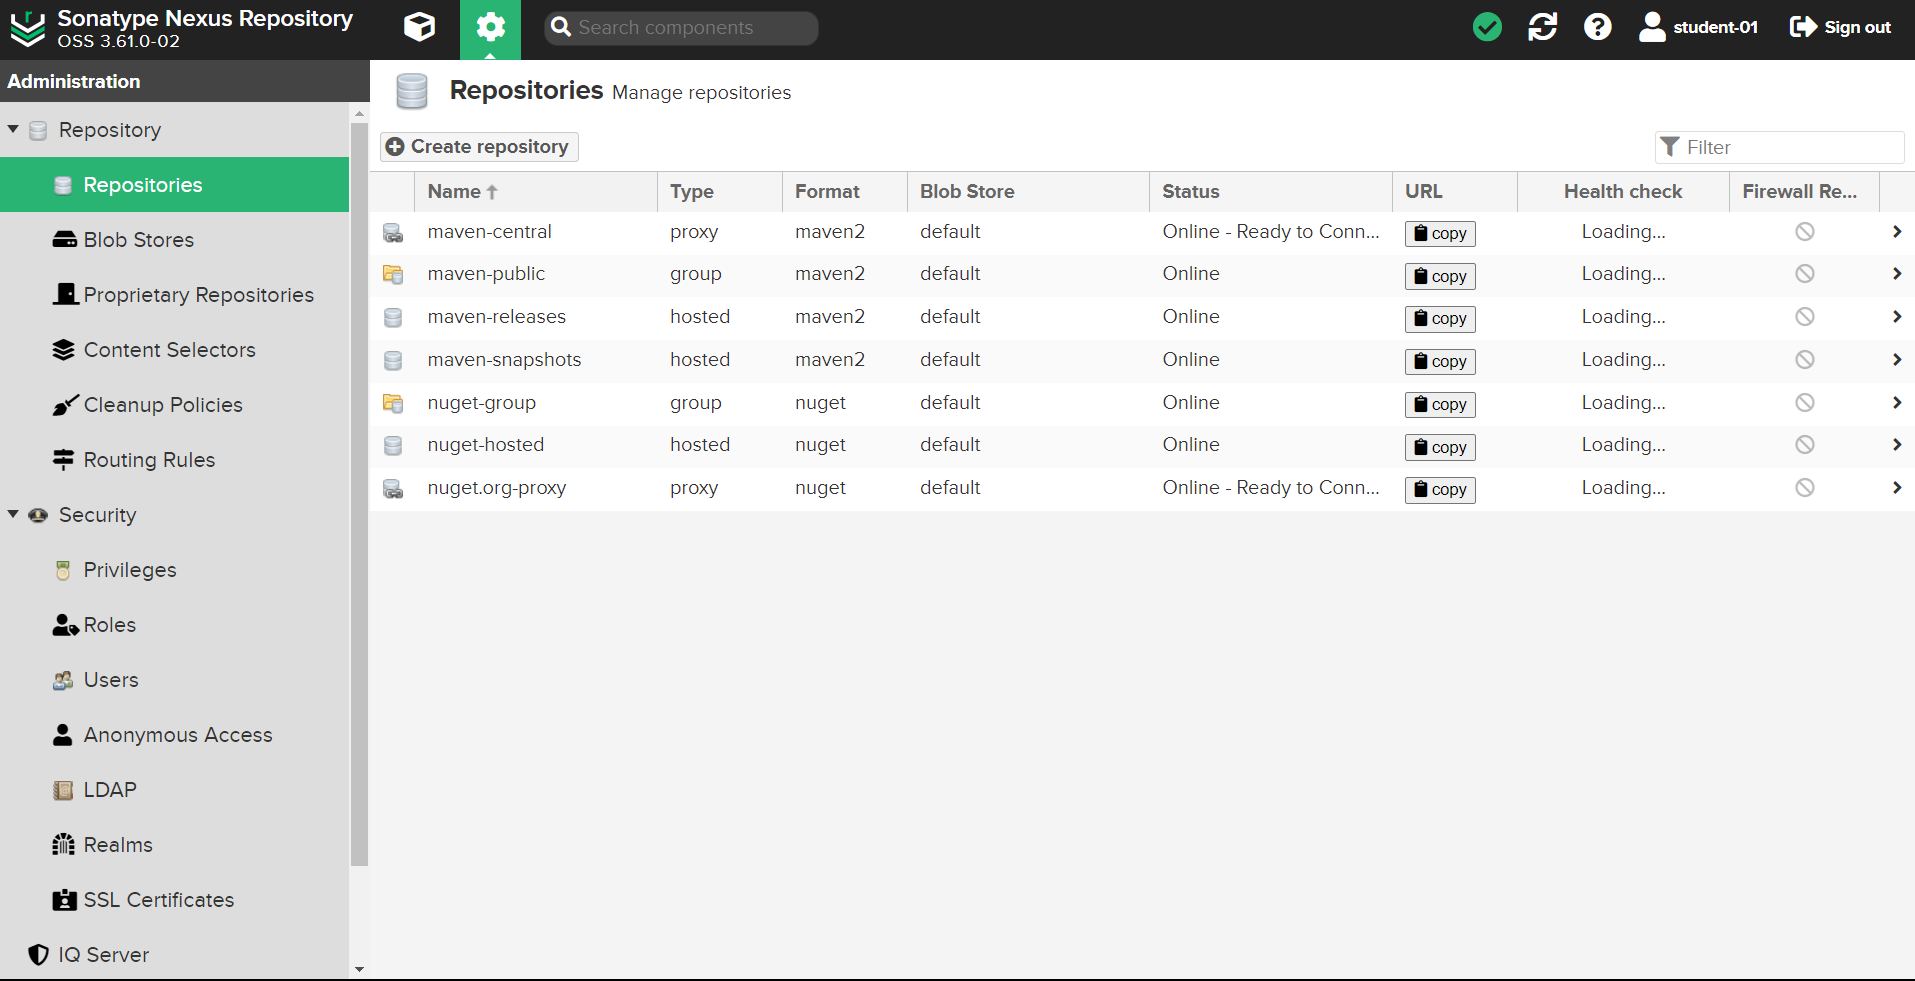 Sonatype Nexus Repository
OSS 3.61.0-02
Search components
student-01
Sign out
Administration
Repository
Repositories
Blob Stores
Proprietary Repositories
Content Selectors
Cleanup Policies
Routing Rules
Security
Privileges
Roles
Users
Anonymous Access
LDAP
Realms
SSL Certificates
IQ Server
Repositories Manage repositories
Create repository
Filter
Name Type Format Blob Store Status URL Health check Firewall Re...
maven-central proxy maven2 default Online - Ready to Conn... copy Loading...
maven-public group maven2 default Online copy Loading...
maven-releases hosted maven2 default Online copy Loading...
maven-snapshots hosted maven2 default Online copy Loading...
nuget-group group nuget default Online copy Loading...
nuget-hosted hosted nuget default Online copy Loading...
nuget.org-proxy proxy nuget default Online - Ready to Conn... copy Loading...